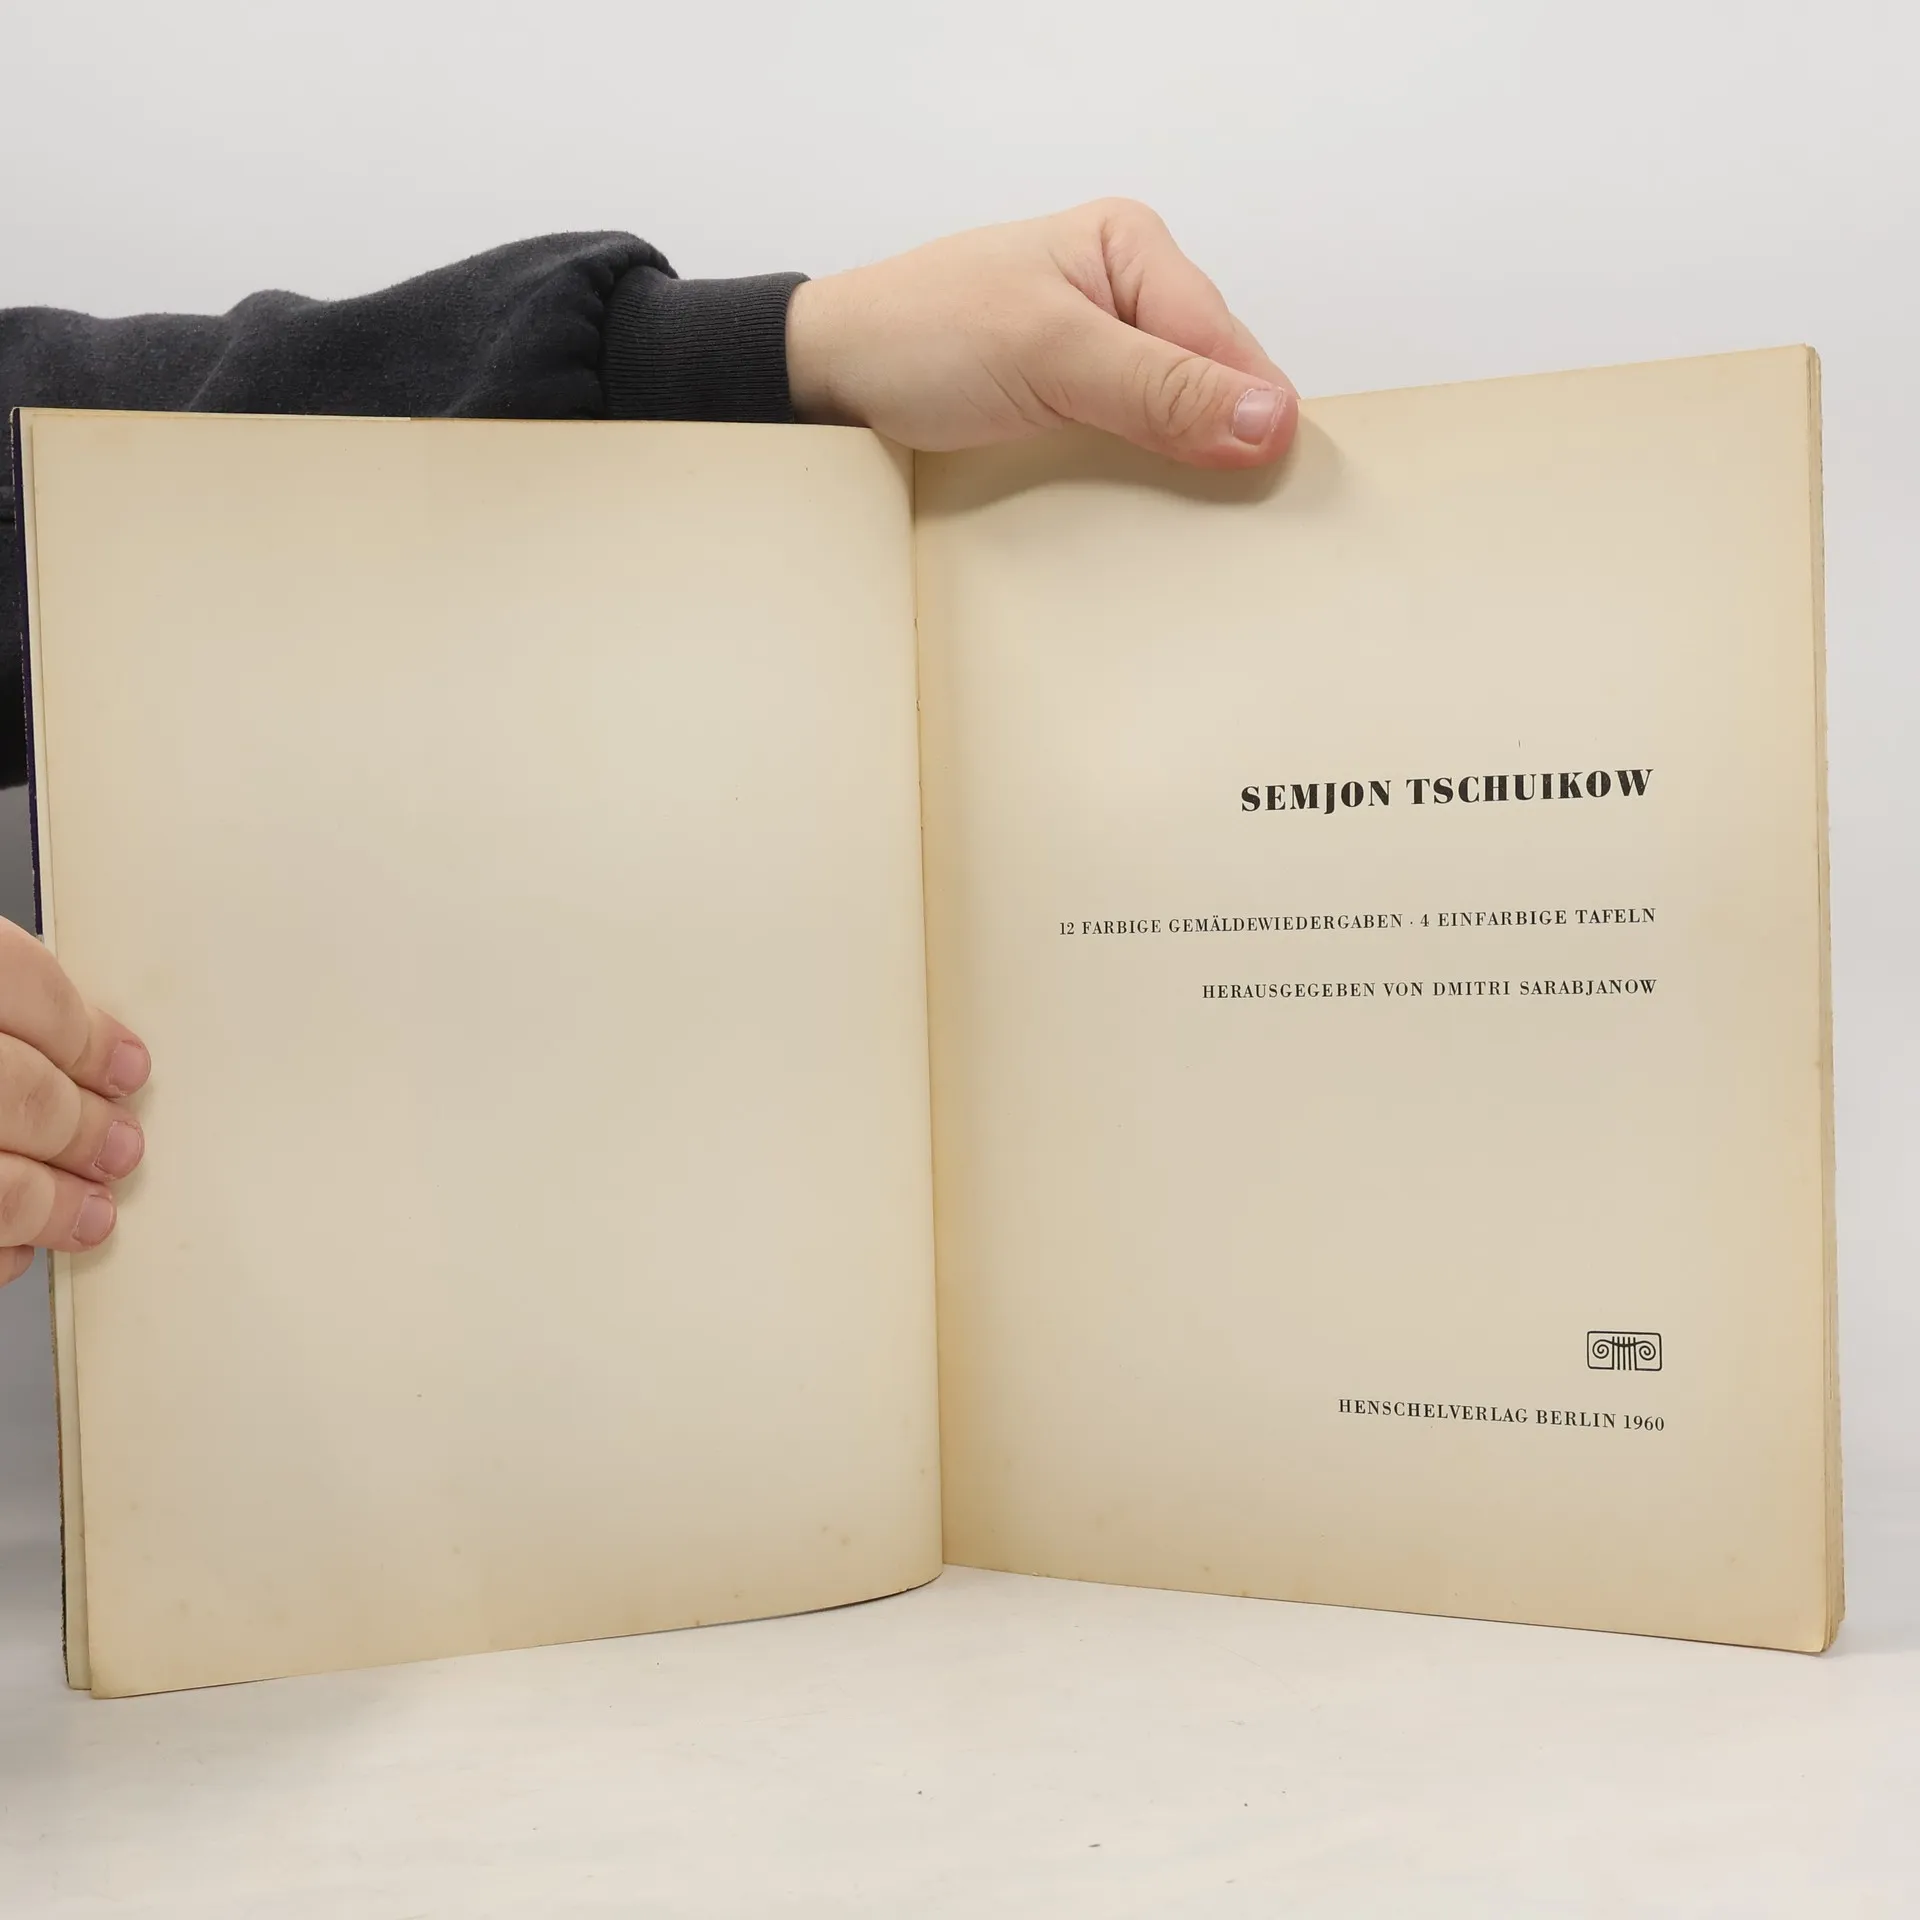 SEMJON TSCHUIKOW
12 FARBIGE GEMÄLDEWIEDERGABEN · 4 EINFARBIGE TAFELN
HERAUSGEGEBEN VON DMITRI SARABJANOW
HENSCHELVERLAG BERLIN 1960